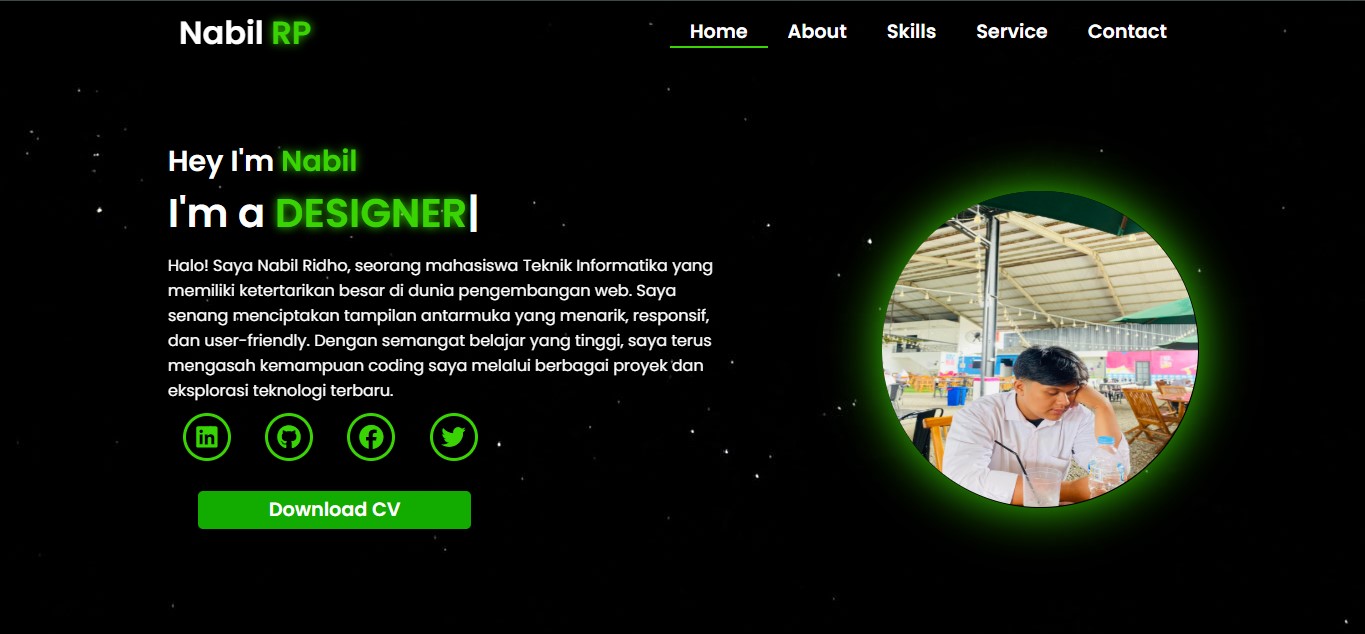 Nabil RP
Home About Skills Service Contact
Hey I'm Nabil
I'm a DESIGNER|
Halo! Saya Nabil Ridho, seorang mahasiswa Teknik Informatika yang
memiliki ketertarikan besar di dunia pengembangan web. Saya
senang menciptakan tampilan antarmuka yang menarik, responsif,
dan user-friendly. Dengan semangat belajar yang tinggi, saya terus
mengasah kemampuan coding saya melalui berbagai proyek dan
eksplorasi teknologi terbaru.
Download CV